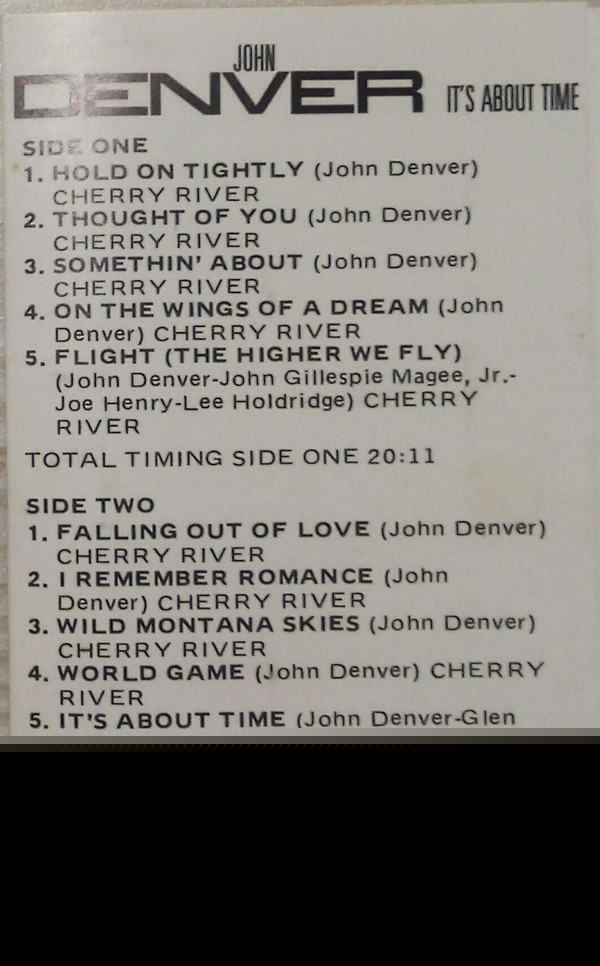 JOHN
DENVER IT'S ABOUT TIME
SIDE ONE
1. HOLD ON TIGHTLY (John Denver)
CHERRY RIVER
2. THOUGHT OF YOU (John Denver)
CHERRY RIVER
3. SOMETHIN' ABOUT (John Denver)
CHERRY RIVER
4. ON THE WINGS OF A DREAM (John
Denver) CHERRY RIVER
5. FLIGHT (THE HIGHER WE FLY)
(John Denver-John Gillespie Magee, Jr.-
Joe Henry-Lee Holdridge) CHERRY
RIVER
TOTAL TIMING SIDE ONE 20:11
SIDE TWO
1. FALLING OUT OF LOVE (John Denver)
CHERRY RIVER
2. I REMEMBER ROMANCE (John
Denver) CHERRY RIVER
3. WILD MONTANA SKIES (John Denver)
CHERRY RIVER
4. WORLD GAME (John Denver) CHERRY
RIVER
5. IT'S ABOUT TIME (John Denver-Glen